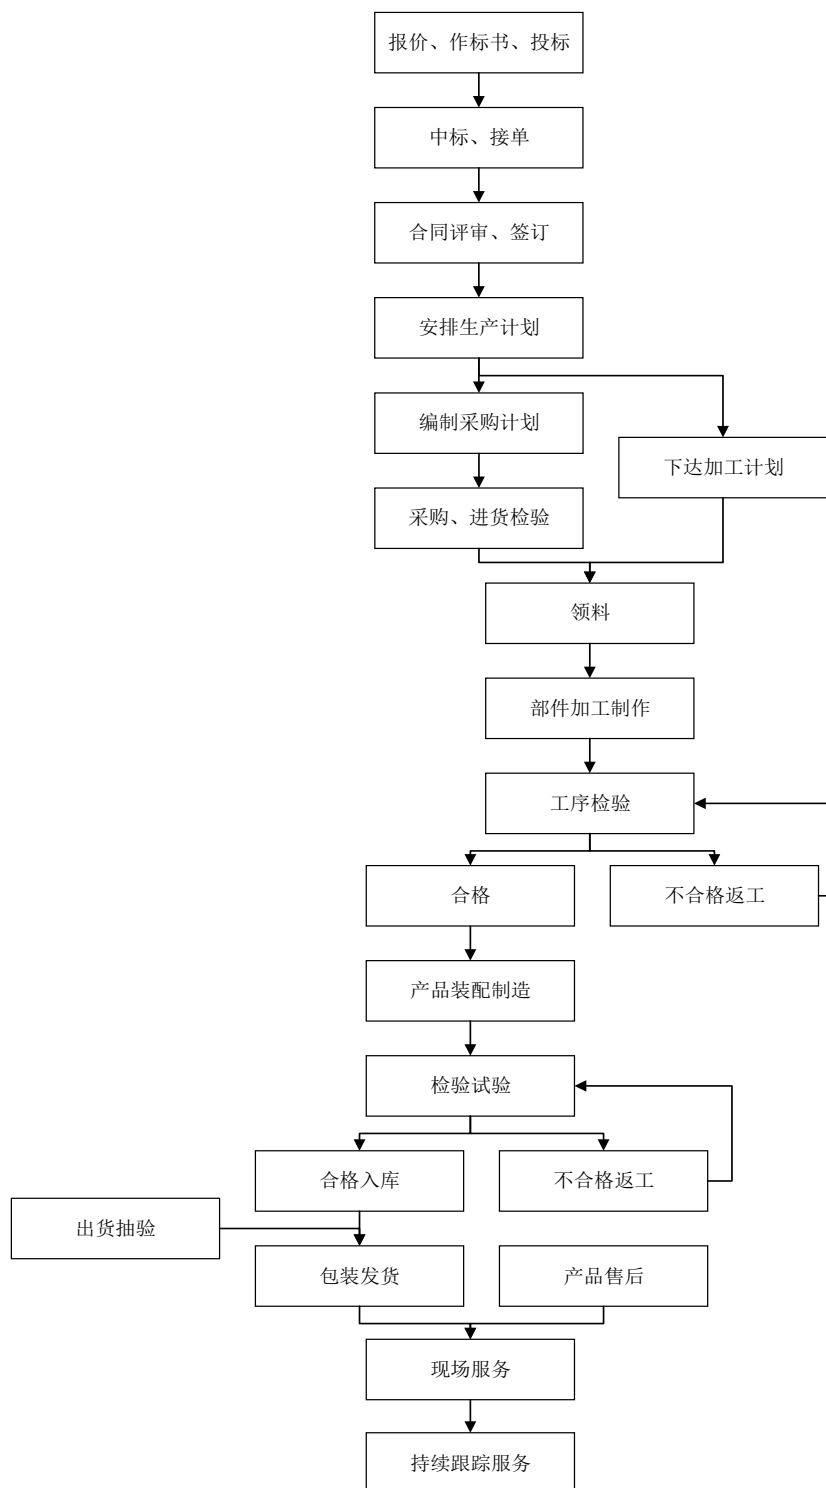 报价、作标书、投标
中标、接单
合同评审、签订
安排生产计划
编制采购计划
下达加工计划
采购、进货检验
领料
部件加工制作
工序检验
合格
不合格返工
产品装配制造
检验试验
合格入库
不合格返工
出货抽验
包装发货
产品售后
现场服务
持续跟踪服务